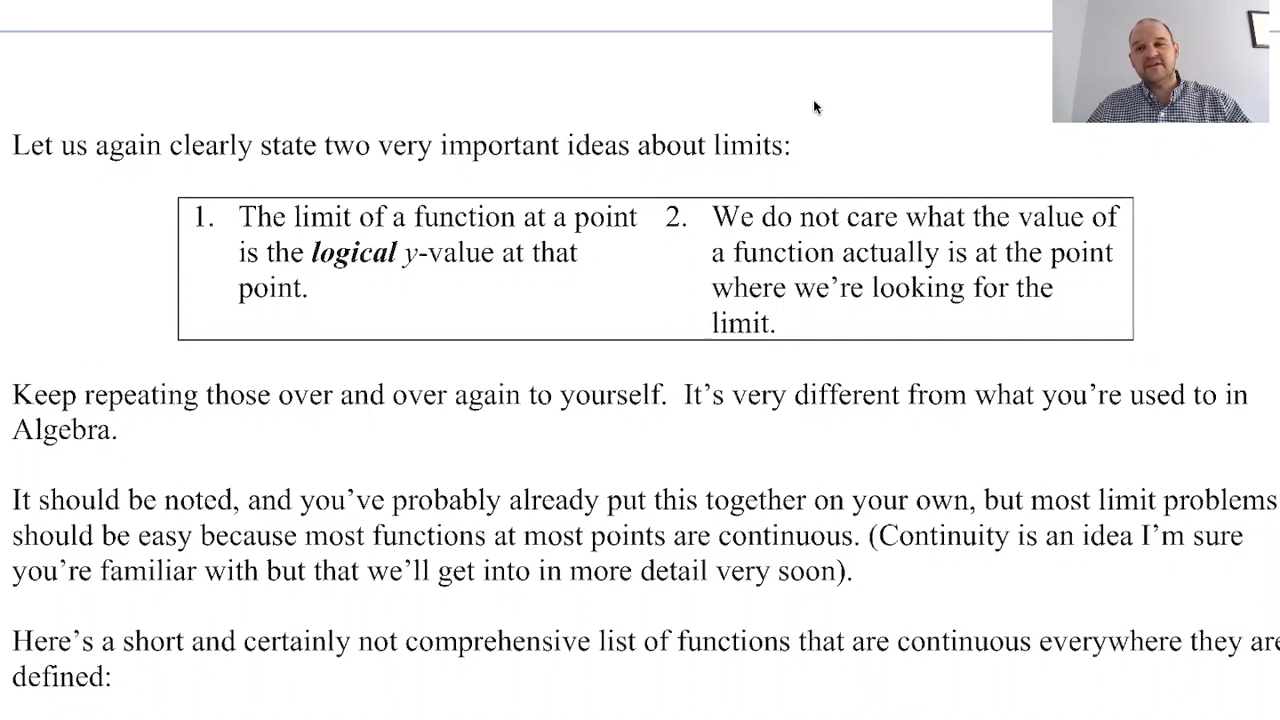 Let us again clearly state two very important ideas about limits:
1. The limit of a function at a point
is the logical y-value at that
point.
2. We do not care what the value of
a function actually is at the point
where we're looking for the
limit.
Keep repeating those over and over again to yourself.  It's very different from what you're used to in
Algebra.
It should be noted, and you've probably already put this together on your own, but most limit problems
should be easy because most functions at most points are continuous. (Continuity is an idea I'm sure
you're familiar with but that we'll get into in more detail very soon).
Here's a short and certainly not comprehensive list of functions that are continuous everywhere they are
defined: